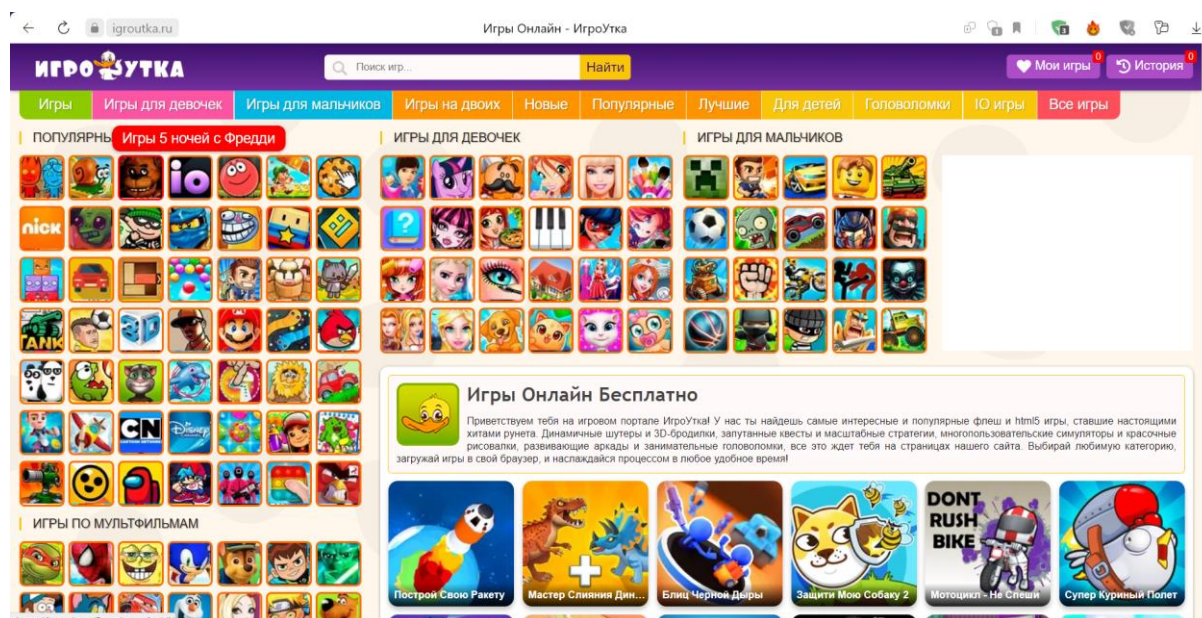 igroutka.ru
Игры Онлайн - ИгроУтка
ИГРОУТКА
Поиск игр...
Найти
Мои игры
0
История
0
Игры
Игры для девочек
Игры для мальчиков
Игры на двоих
Новые
Популярные
Лучшие
Для детей
Головоломки
IO игры
Все игры
ПОПУЛЯРНЫ
Игры 5 ночей с Фредди
ИГРЫ ДЛЯ ДЕВОЧЕК
ИГРЫ ДЛЯ МАЛЬЧИКОВ
io
nick
TANK
3D
CN
Disney
Игры Онлайн Бесплатно
Приветствуем тебя на игровом портале ИгроУтка! У нас ты найдешь самые интересные и популярные флеш и html5 игры, ставшие настоящими
хитами рунета. Динамичные шутеры и 3D-бродилки, запутанные квесты и масштабные стратегии, многопользовательские симуляторы и красочные
рисовалки, развивающие аркады и занимательные головоломки, все это ждет тебя на страницах нашего сайта. Выбирай любимую категорию,
загружай игры в свой браузер, и наслаждайся процессом в любое удобное время!
ИГРЫ ПО МУЛЬТФИЛЬМАМ
DONT
RUSH
BIKE
Построй Свою Ракету
Мастер Слияния Дин...
Блиц Черной Дыры
Защити Мою Собаку 2
Мотоцикл - Не Спеши
Супер Куриный Полет